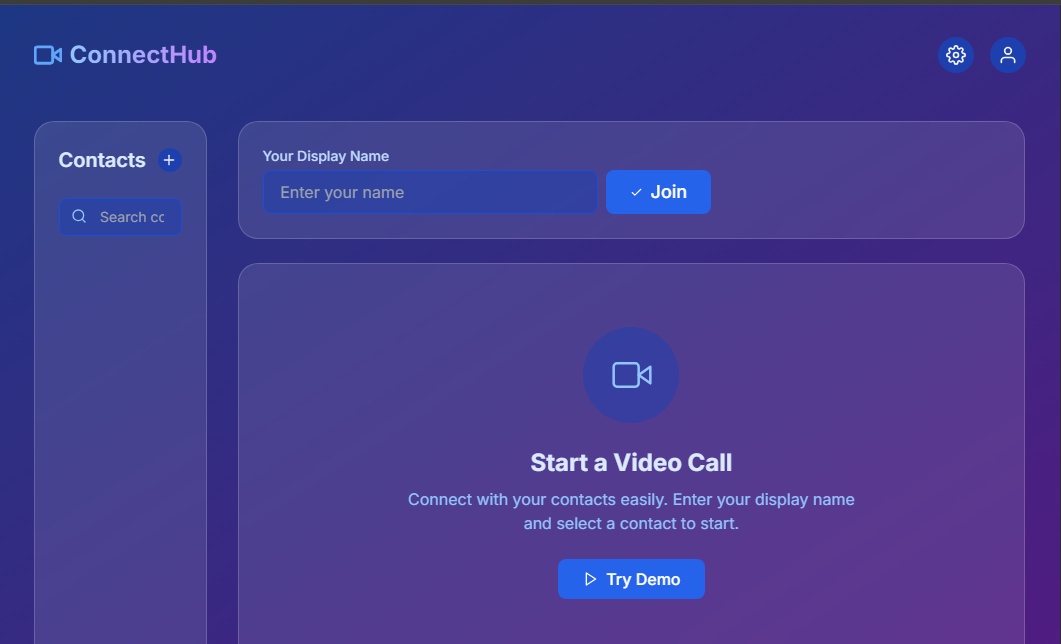 ConnectHub
Contacts
Search cc
Your Display Name
Enter your name
Join
Start a Video Call
Connect with your contacts easily. Enter your display name
and select a contact to start.
Try Demo